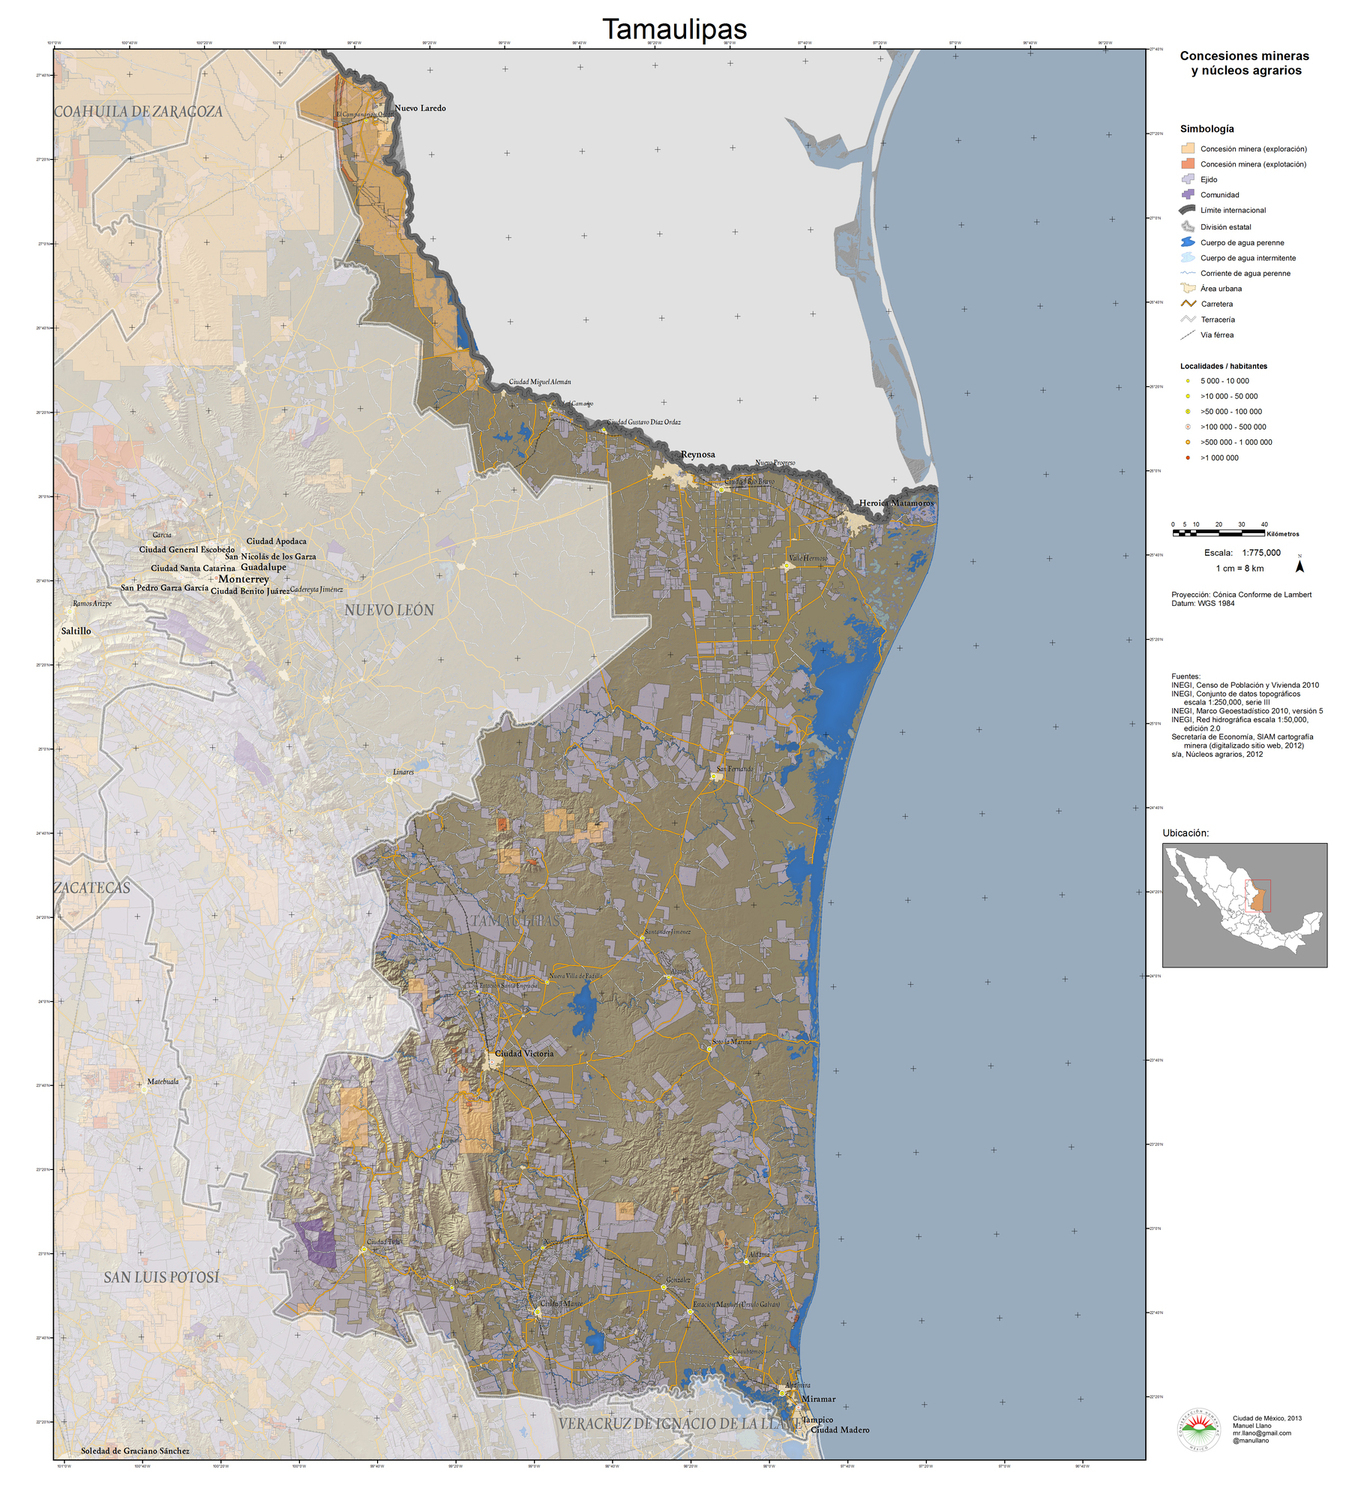 Tamaulipas
Concesiones mineras
y núcleos agrarios
Simbología
Concesión minera (exploración)
Concesión minera (explotación)
Ejido
Comunidad
Límite internacional
División estatal
Cuerpo de agua perenne
Cuerpo de agua intermitente
Corriente de agua perenne
Área urbana
Carretera
Terracería
Vía férrea
Localidades / habitantes
5 000 - 10 000
>10 000 - 50 000
>50 000 - 100 000
>100 000 - 500 000
>500 000 - 1 000 000
>1 000 000
0 5 10 20 30 40
Kilómetros
Escala: 1:775,000
1 cm = 8 km
N
Proyección: Cónica Conforme de Lambert
Datum: WGS 1984
Fuentes:
INEGI, Censo de Población y Vivienda 2010
INEGI, Conjunto de datos topográficos
escala 1:250,000, serie III
INEGI, Marco Geoestadístico 2010, versión 5
INEGI, Red hidrográfica escala 1:50,000,
edición 2.0
Secretaría de Economía, SIAM cartografía
minera (digitalizado sitio web, 2012)
s/a, Núcleos agrarios, 2012
Ubicación:
Ciudad de México, 2013
Manuel Llano
mr.llano@gmail.com
@manullano
COAHUILA DE ZARAGOZA
Nuevo Laredo
Ciudad Miguel Alemán
Camargo
Ciudad Gustavo Díaz Ordaz
Reynosa
Nuevo Progreso
Ciudad Río Bravo
Heroica Matamoros
Valle Hermoso
García
Ciudad Apodaca
Ciudad General Escobedo
San Nicolás de los Garza
Ciudad Santa Catarina
Guadalupe
Monterrey
San Pedro Garza García
Ciudad Benito Juárez
Cadereyta Jiménez
Ramos Arizpe
Saltillo
NUEVO LEÓN
Linares
San Fernando
ZACATECAS
TAMAULIPAS
Santander Jiménez
Abasolo
Nueva Villa de Padilla
Estación Santa Engracia
Soto la Marina
Ciudad Victoria
Matehuala
Jaumave
Ciudad Tula
SAN LUIS POTOSÍ
Aldama
González
Ciudad Mante
Estación Manuel (Úrsulo Galván)
Cuauhtémoc
Altamira
Miramar
Tampico
Ciudad Madero
VERACRUZ DE IGNACIO DE LA LLAVE
Soledad de Graciano Sánchez